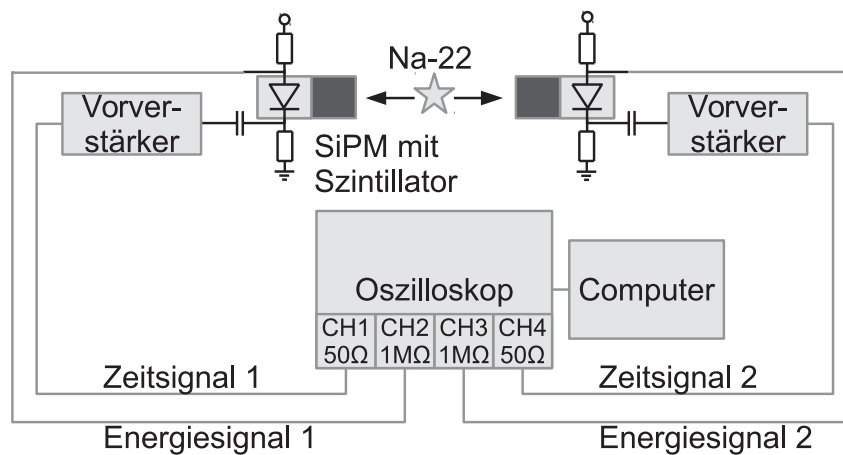 Na-22
Vorver-
stärker
Vorver-
stärker
SiPM mit
Szintillator
Oszilloskop
Computer
CH1 CH2 CH3 CH4
50Ω 1MΩ 1MΩ 50Ω
Zeitsignal 1
Zeitsignal 2
Energiesignal 1
Energiesignal 2